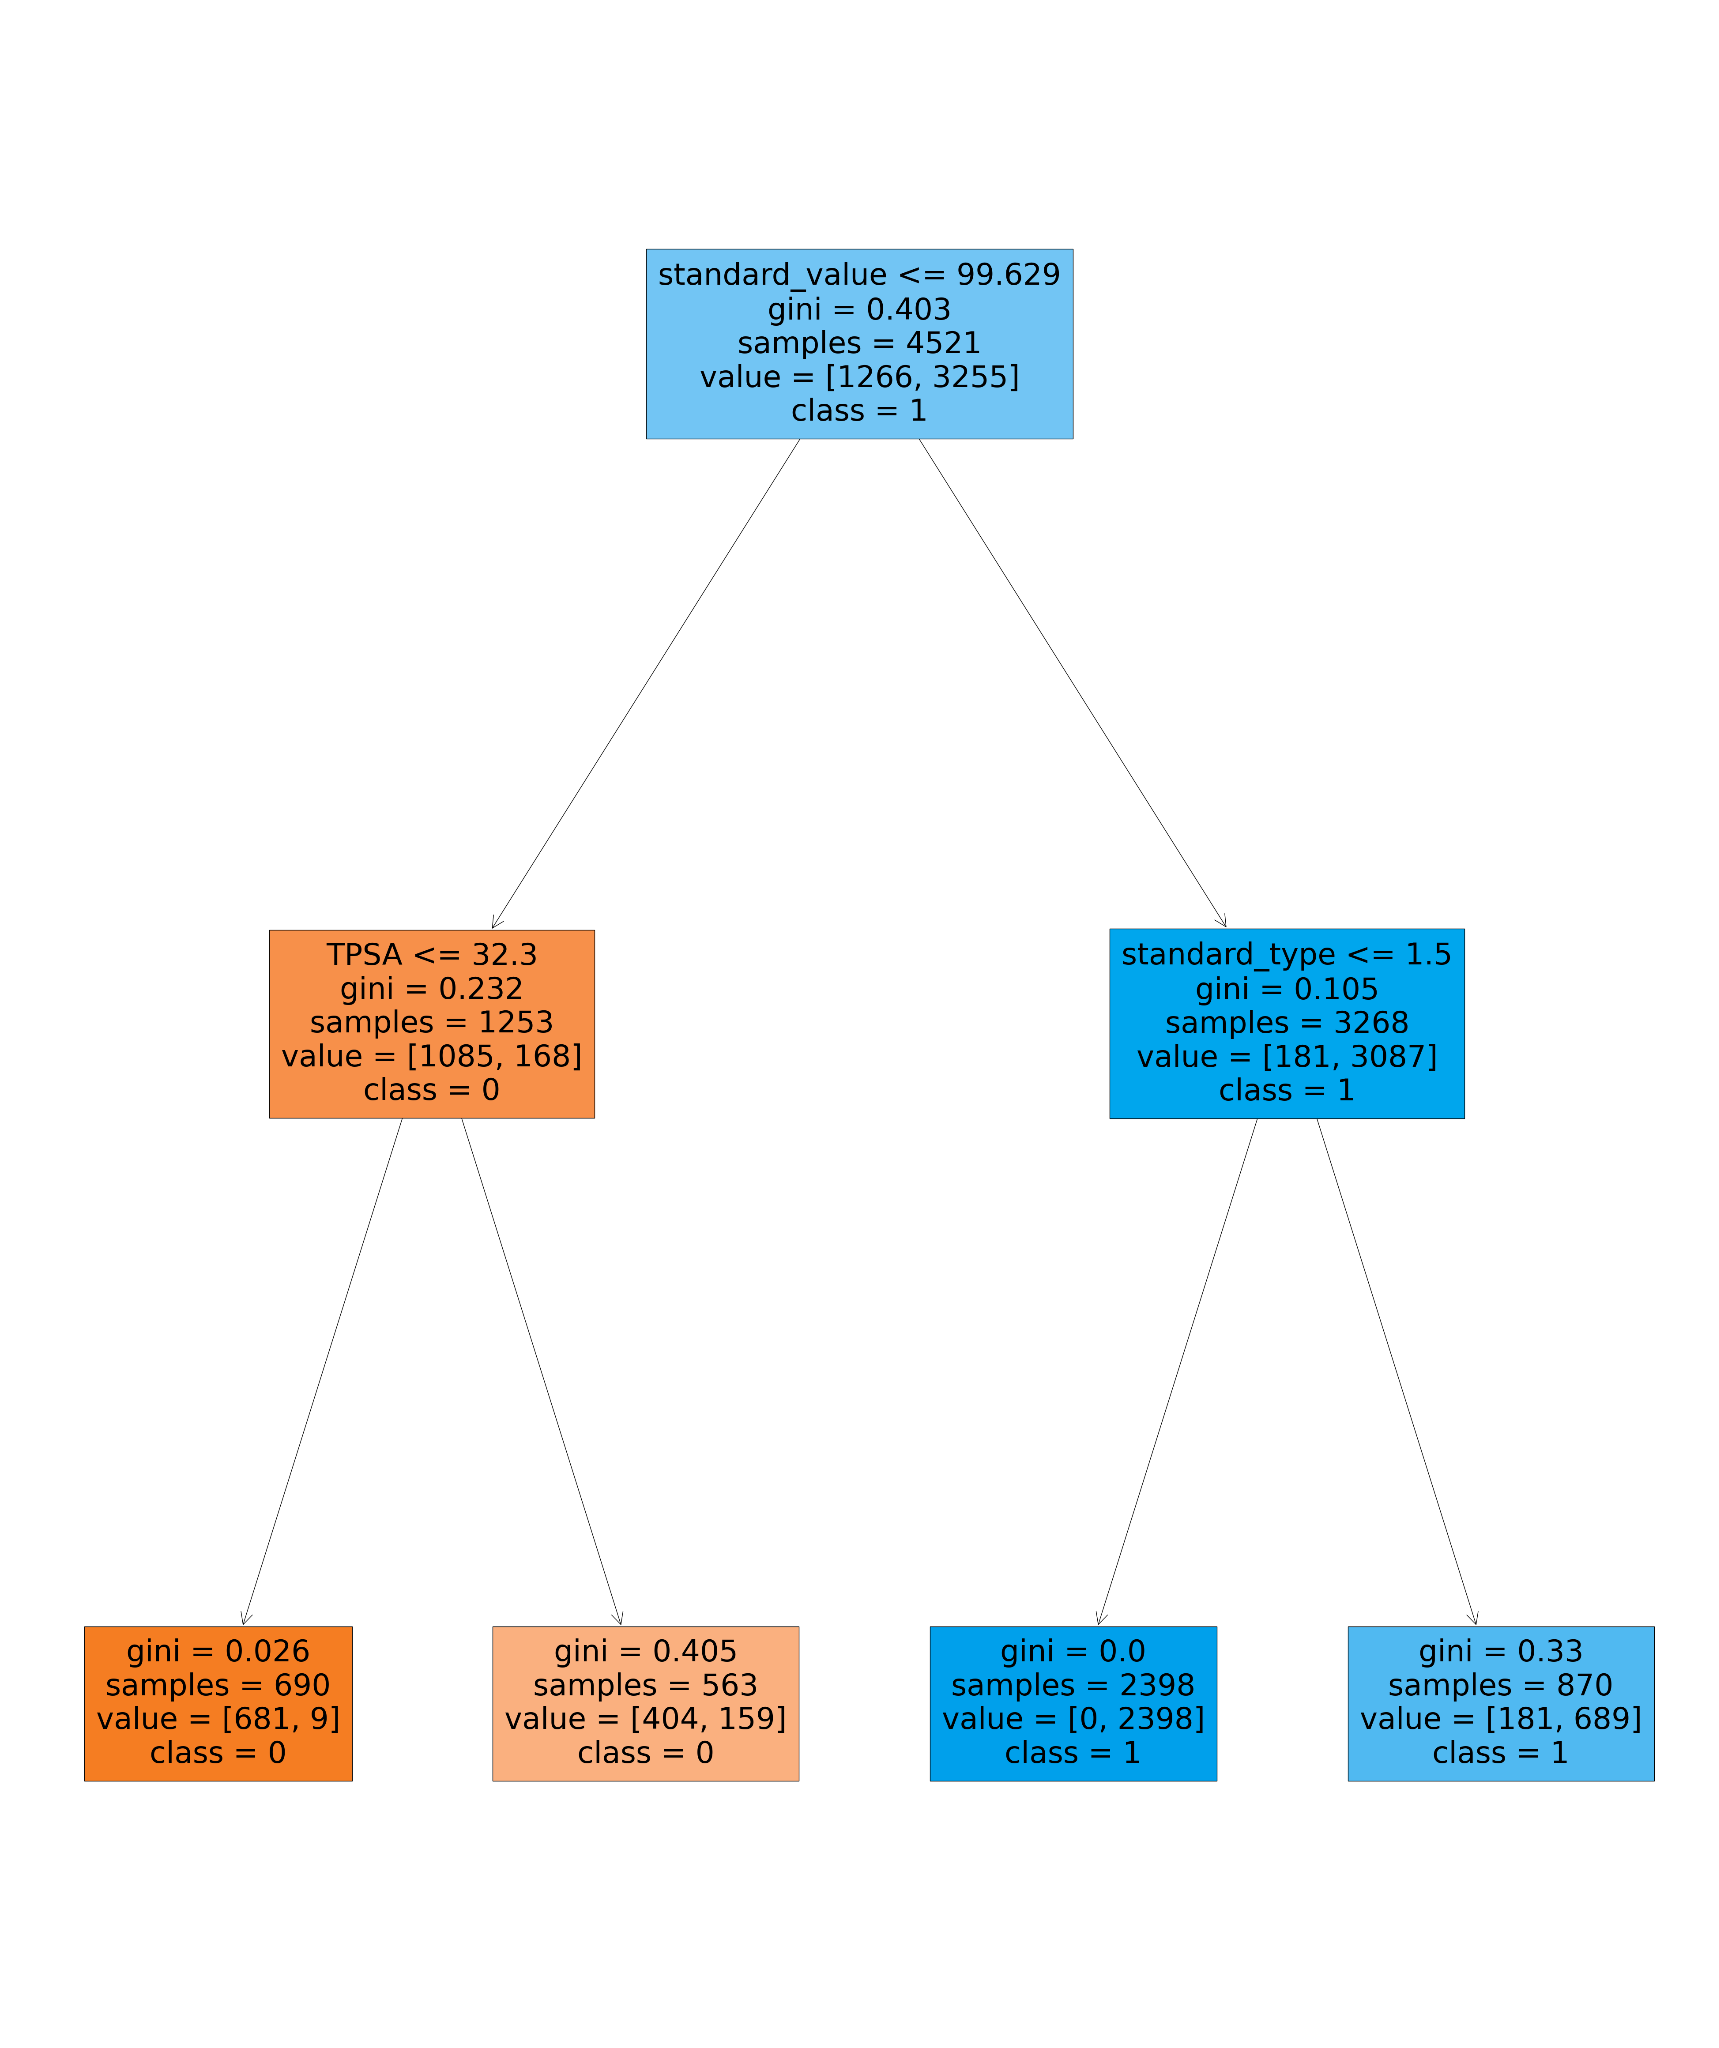 standard_value <= 99.629
gini = 0.403
samples = 4521
value = [1266, 3255]
class = 1
TPSA <= 32.3
gini = 0.232
samples = 1253
value = [1085, 168]
class = 0
standard_type <= 1.5
gini = 0.105
samples = 3268
value = [181, 3087]
class = 1
gini = 0.026
samples = 690
value = [681, 9]
class = 0
gini = 0.405
samples = 563
value = [404, 159]
class = 0
gini = 0.0
samples = 2398
value = [0, 2398]
class = 1
gini = 0.33
samples = 870
value = [181, 689]
class = 1